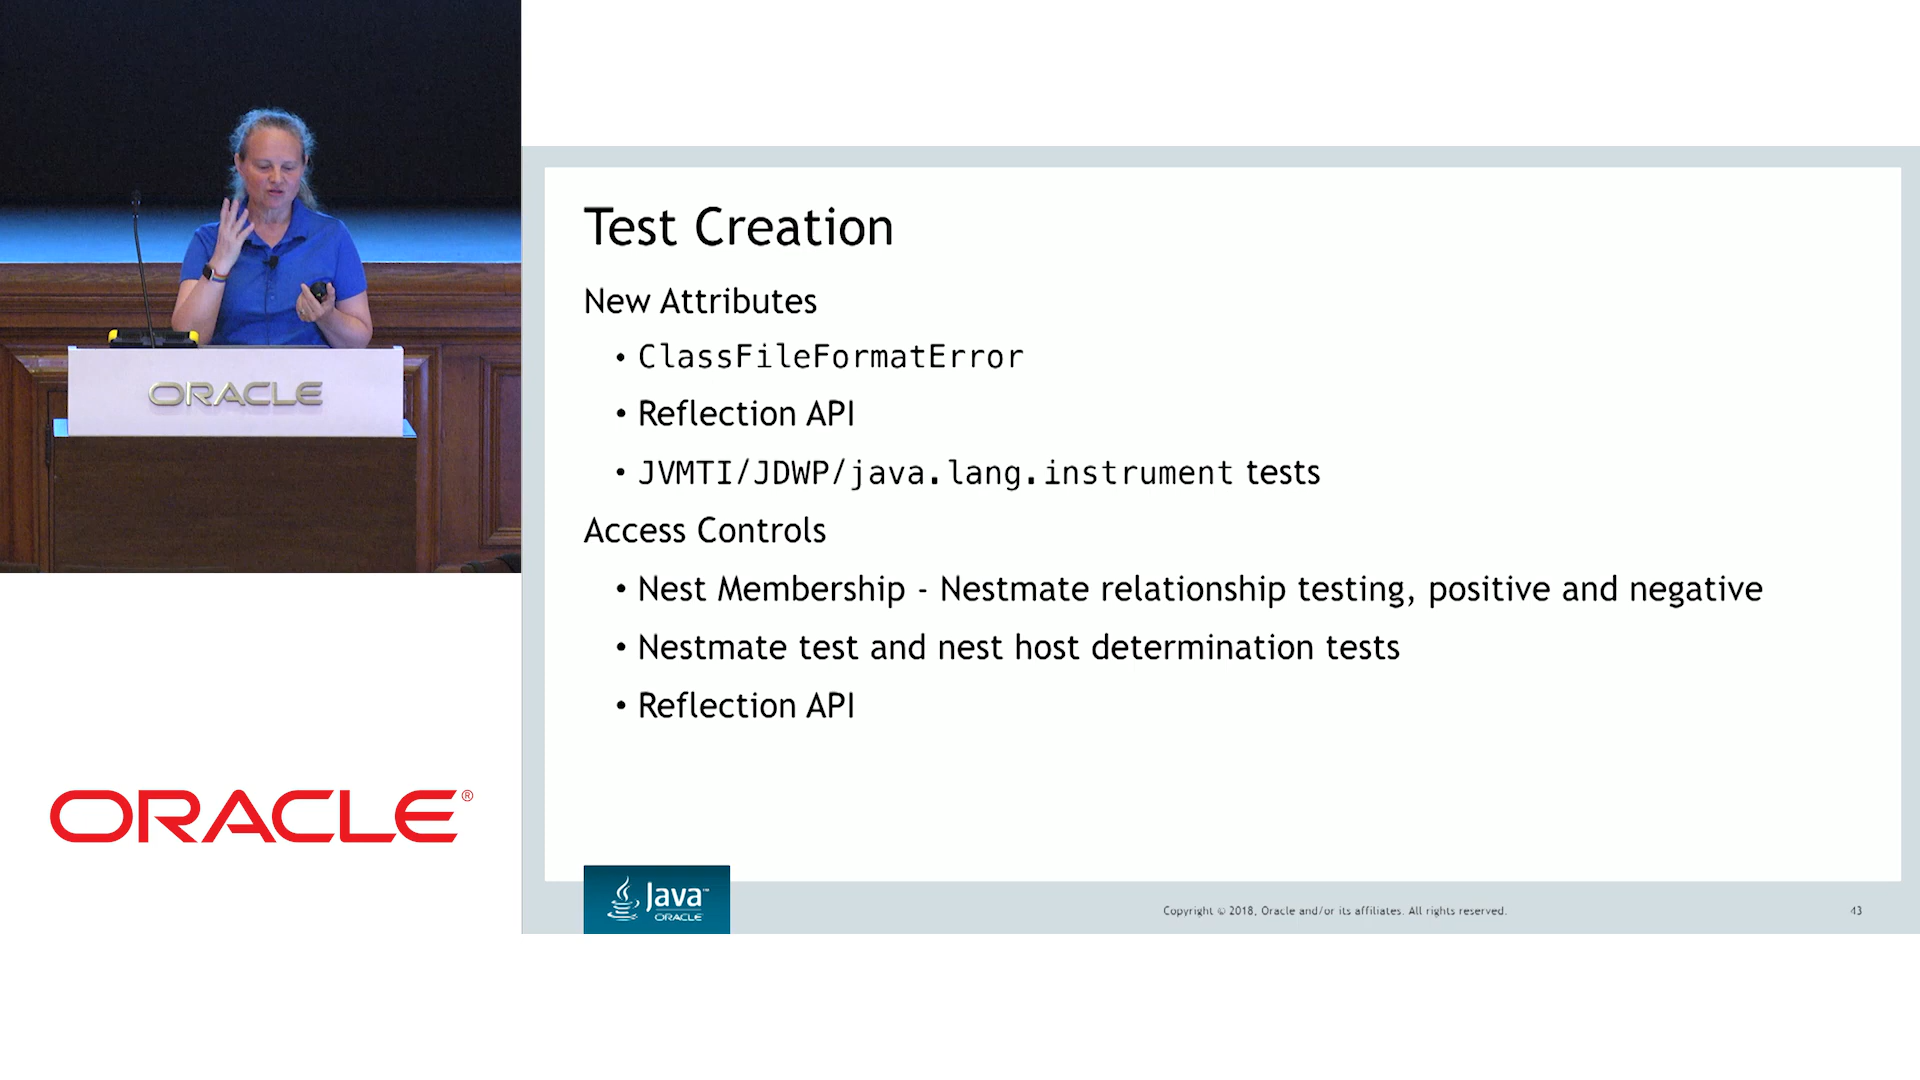 ORACLE
ORACLE®
Test Creation
New Attributes
• ClassFileFormatError
• Reflection API
• JVMTI/JDWP/java.lang.instrument tests
Access Controls
• Nest Membership - Nestmate relationship testing, positive and negative
• Nestmate test and nest host determination tests
• Reflection API
Java™
ORACLE
Copyright © 2018, Oracle and/or its affiliates. All rights reserved.
43